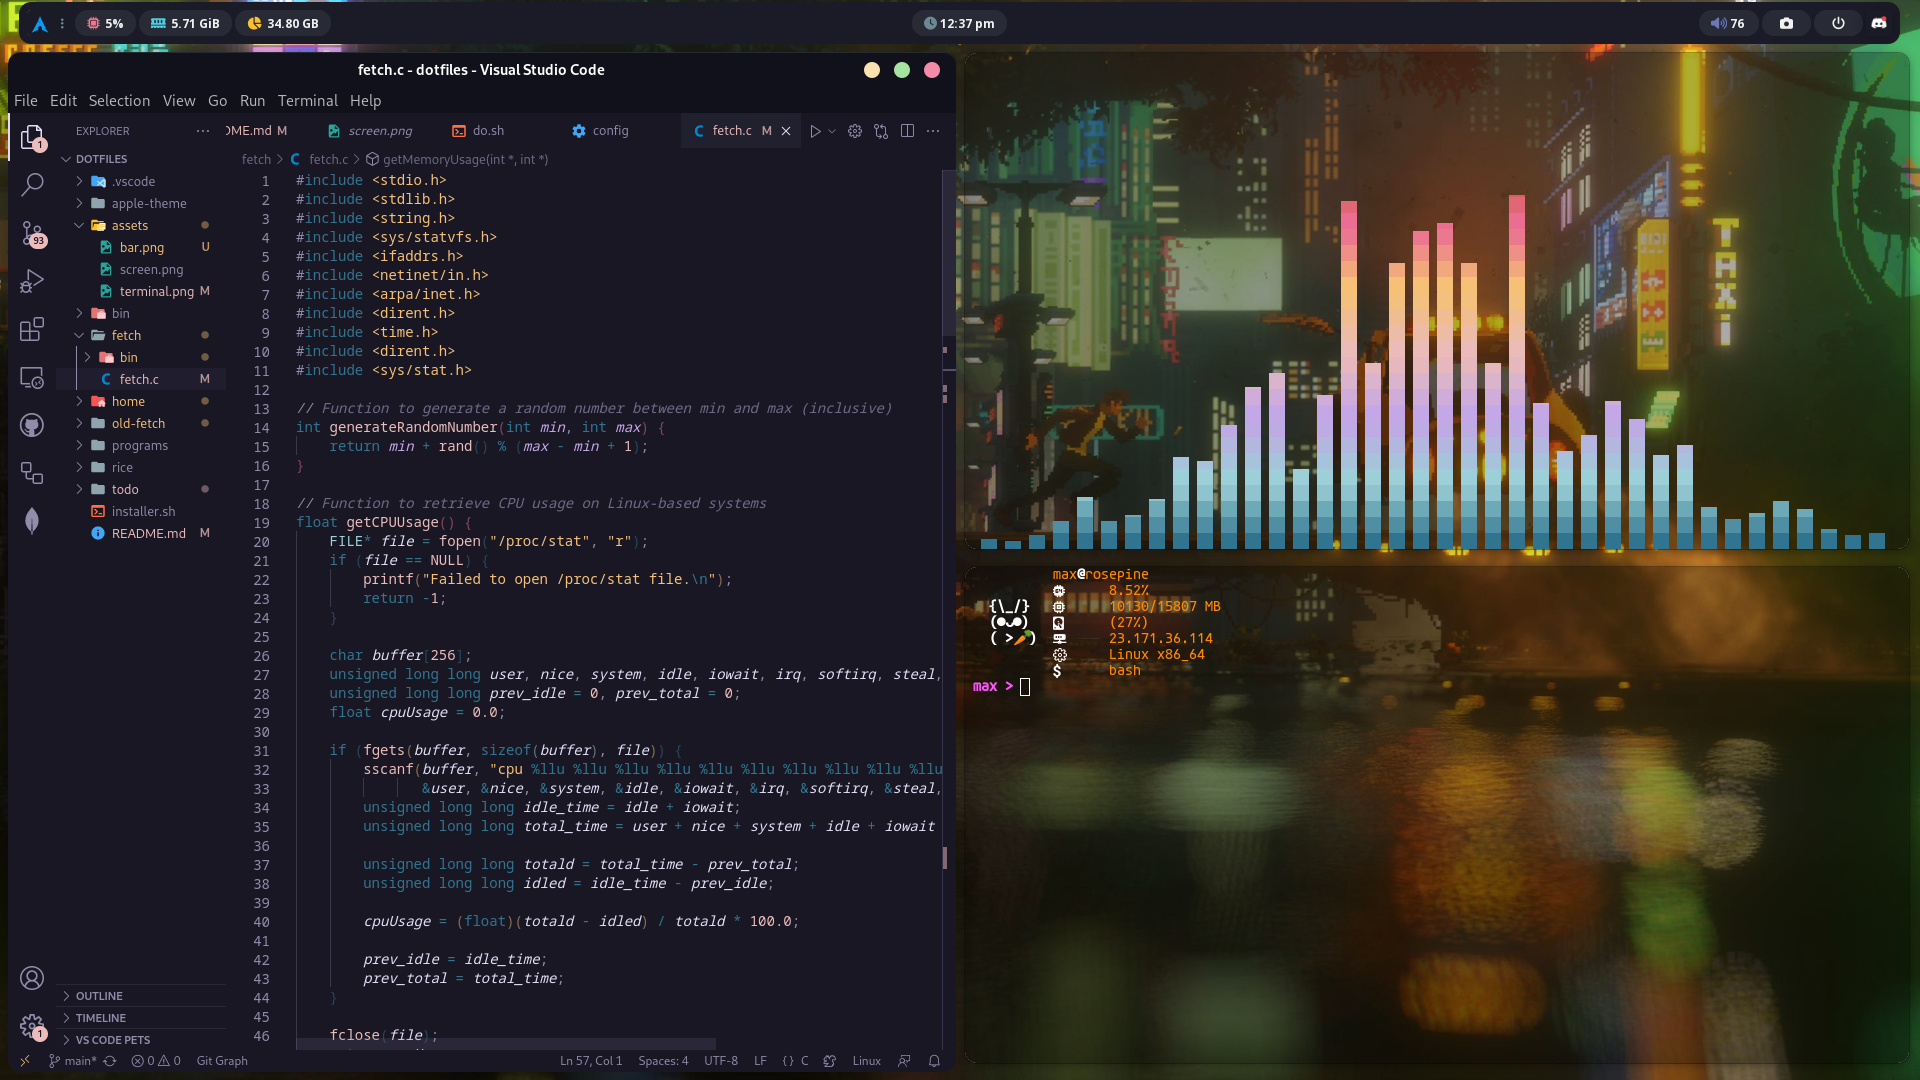 5%
5.71 GiB
34.80 GB
12:37 pm
76
fetch.c - dotfiles - Visual Studio Code
File Edit Selection View Go Run Terminal Help
EXPLORER
DOTFILES
.vscode
apple-theme
assets
bar.png U
screen.png
terminal.png M
bin
fetch
bin
fetch.c M
home
old-fetch
programs
rice
todo
installer.sh
README.md M
OUTLINE
TIMELINE
VS CODE PETS
1
93
1
DME.md M screen.png do.sh config C fetch.c M
fetch > C fetch.c > getMemoryUsage(int *, int *)
1 #include <stdio.h>
2 #include <stdlib.h>
3 #include <string.h>
4 #include <sys/statvfs.h>
5 #include <ifaddrs.h>
6 #include <netinet/in.h>
7 #include <arpa/inet.h>
8 #include <dirent.h>
9 #include <time.h>
10 #include <dirent.h>
11 #include <sys/stat.h>
12
13 // Function to generate a random number between min and max (inclusive)
14 int generateRandomNumber(int min, int max) {
15 return min + rand() % (max - min + 1);
16 }
17
18 // Function to retrieve CPU usage on Linux-based systems
19 float getCPUUsage() {
20 FILE* file = fopen("/proc/stat", "r");
21 if (file == NULL) {
22 printf("Failed to open /proc/stat file.\n");
23 return -1;
24 }
25
26 char buffer[256];
27 unsigned long long user, nice, system, idle, iowait, irq, softirq, steal,
28 unsigned long long prev_idle = 0, prev_total = 0;
29 float cpuUsage = 0.0;
30
31 if (fgets(buffer, sizeof(buffer), file)) {
32 sscanf(buffer, "cpu %llu %llu %llu %llu %llu %llu %llu %llu %llu %llu
33 &user, &nice, &system, &idle, &iowait, &irq, &softirq, &steal,
34 unsigned long long idle_time = idle + iowait;
35 unsigned long long total_time = user + nice + system + idle + iowait
36
37 unsigned long long totald = total_time - prev_total;
38 unsigned long long idled = idle_time - prev_idle;
39
40 cpuUsage = (float)(totald - idled) / totald * 100.0;
41
42 prev_idle = idle_time;
43 prev_total = total_time;
44 }
45
46 fclose(file);
main* 0 0 Git Graph Ln 57, Col 1 Spaces: 4 UTF-8 LF { } C Linux
TAXi
max@rosepine
8.52%
{\_/} 10130/15807 MB
(●ᴗ●) (27%)
( >🥕) 23.171.36.114
Linux x86_64
$ bash
max >